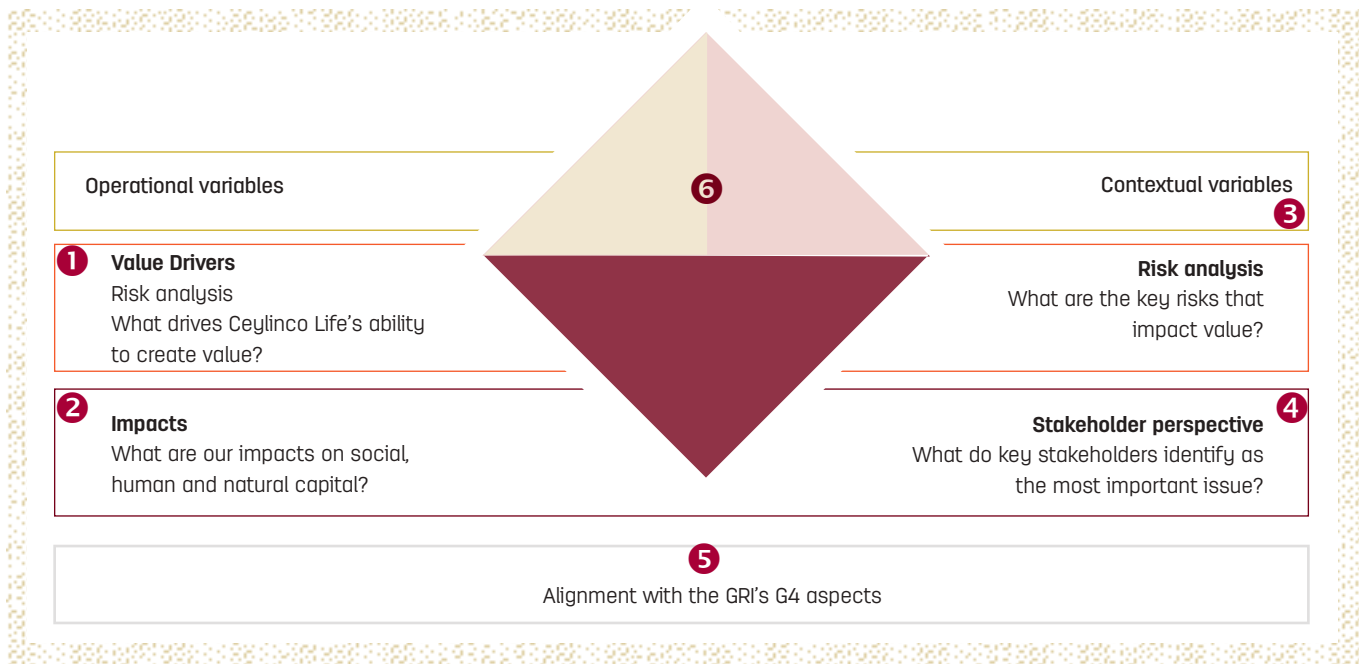 6
Operational variables
Contextual variables
3
1
Value Drivers
Risk analysis
What drives Ceylinco Life's ability
to create value?
Risk analysis
What are the key risks that
impact value?
2
Impacts
What are our impacts on social,
human and natural capital?
4
Stakeholder perspective
What do key stakeholders identify as
the most important issue?
5
Alignment with the GRI's G4 aspects